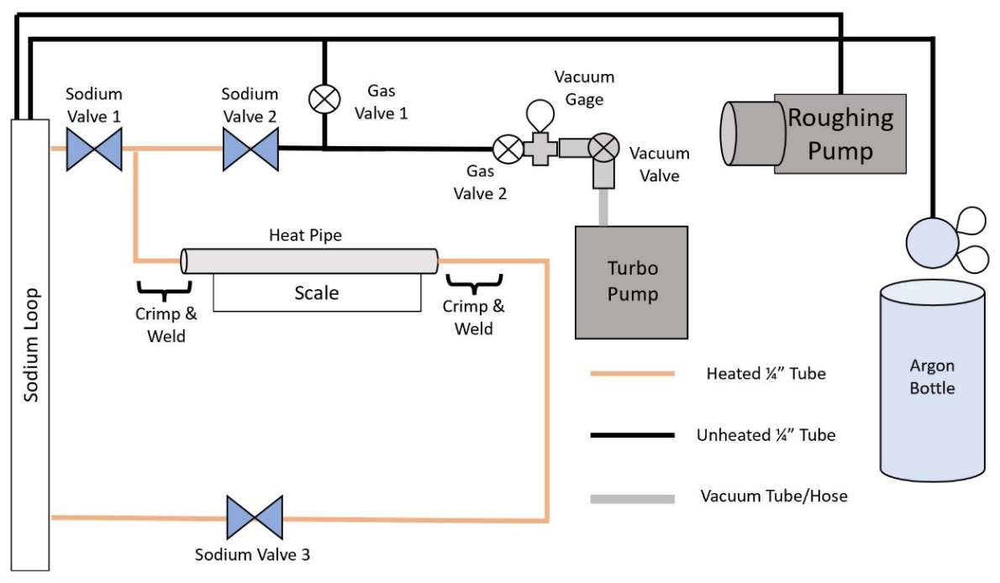 Sodium
Valve 1
Sodium
Valve 2
Gas
Valve 1
Vacuum
Gage
Roughing
Pump
Gas
Valve 2
Vacuum
Valve
Heat Pipe
Scale
Crimp &
Weld
Crimp &
Weld
Turbo
Pump
Sodium Loop
Argon
Bottle
Heated ¼” Tube
Unheated ¼” Tube
Vacuum Tube/Hose
Sodium Valve 3